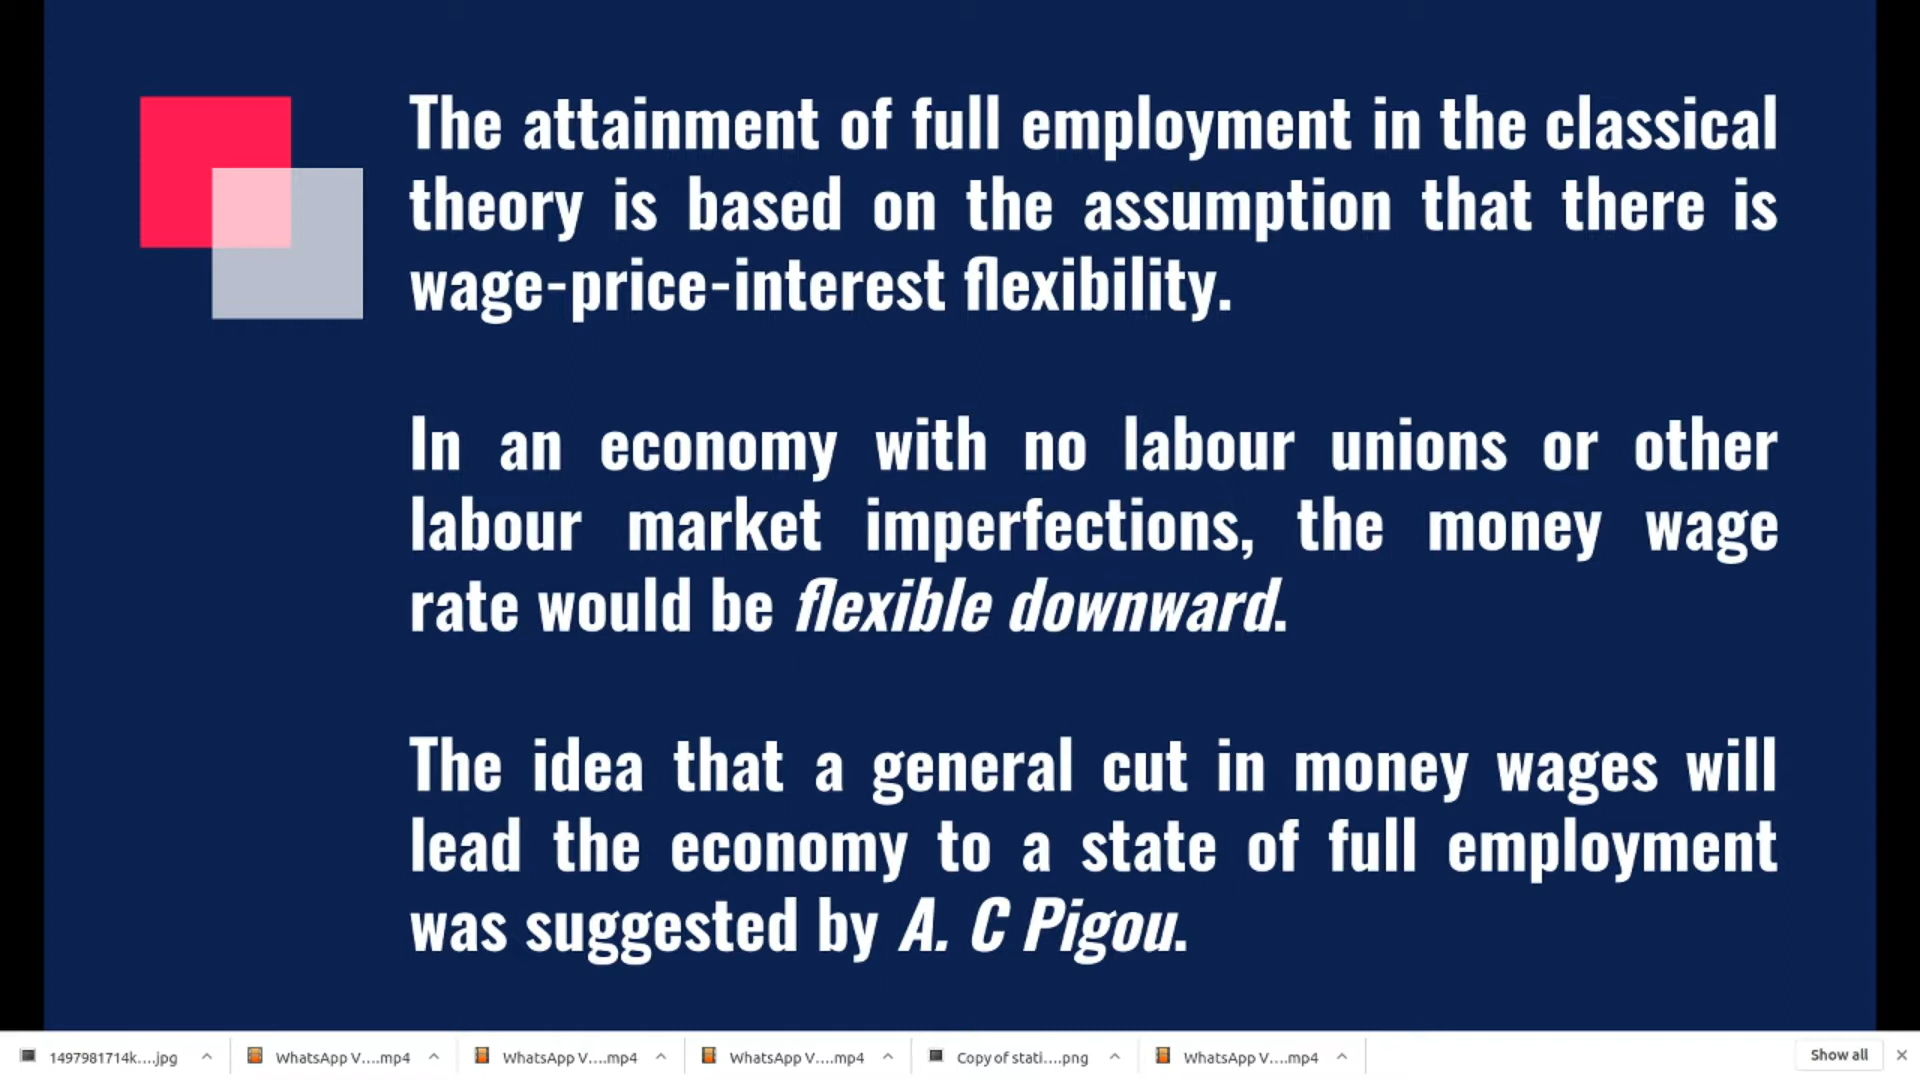 The attainment of full employment in the classical
theory is based on the assumption that there is
wage-price-interest flexibility.
In an economy with no labour unions or other
labour market imperfections, the money wage
rate would be flexible downward.
The idea that a general cut in money wages will
lead the economy to a state of full employment
was suggested by A. C Pigou.
1497981714k....jpg
WhatsApp V....mp4
WhatsApp V....mp4
WhatsApp V....mp4
Copy of stati....png
WhatsApp V....mp4
Show all